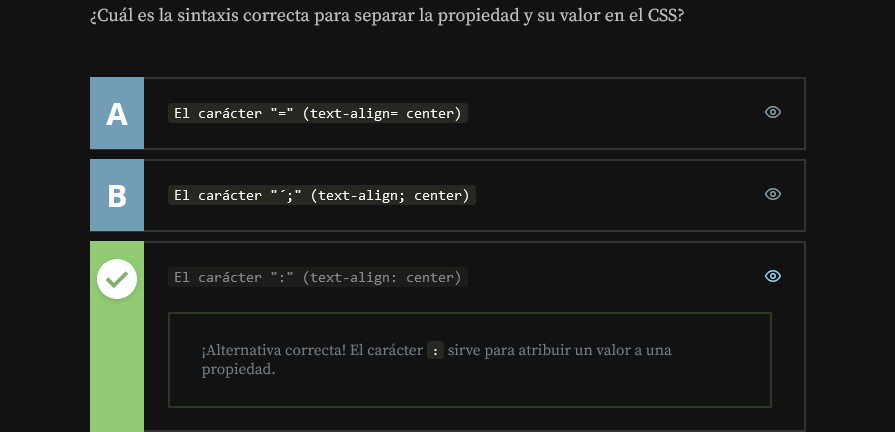 ¿Cuál es la sintaxis correcta para separar la propiedad y su valor en el CSS?
A
El carácter "=" (text-align= center)
B
El carácter "´;" (text-align; center)
El carácter ":" (text-align: center)
¡Alternativa correcta! El carácter : sirve para atribuir un valor a una
propiedad.